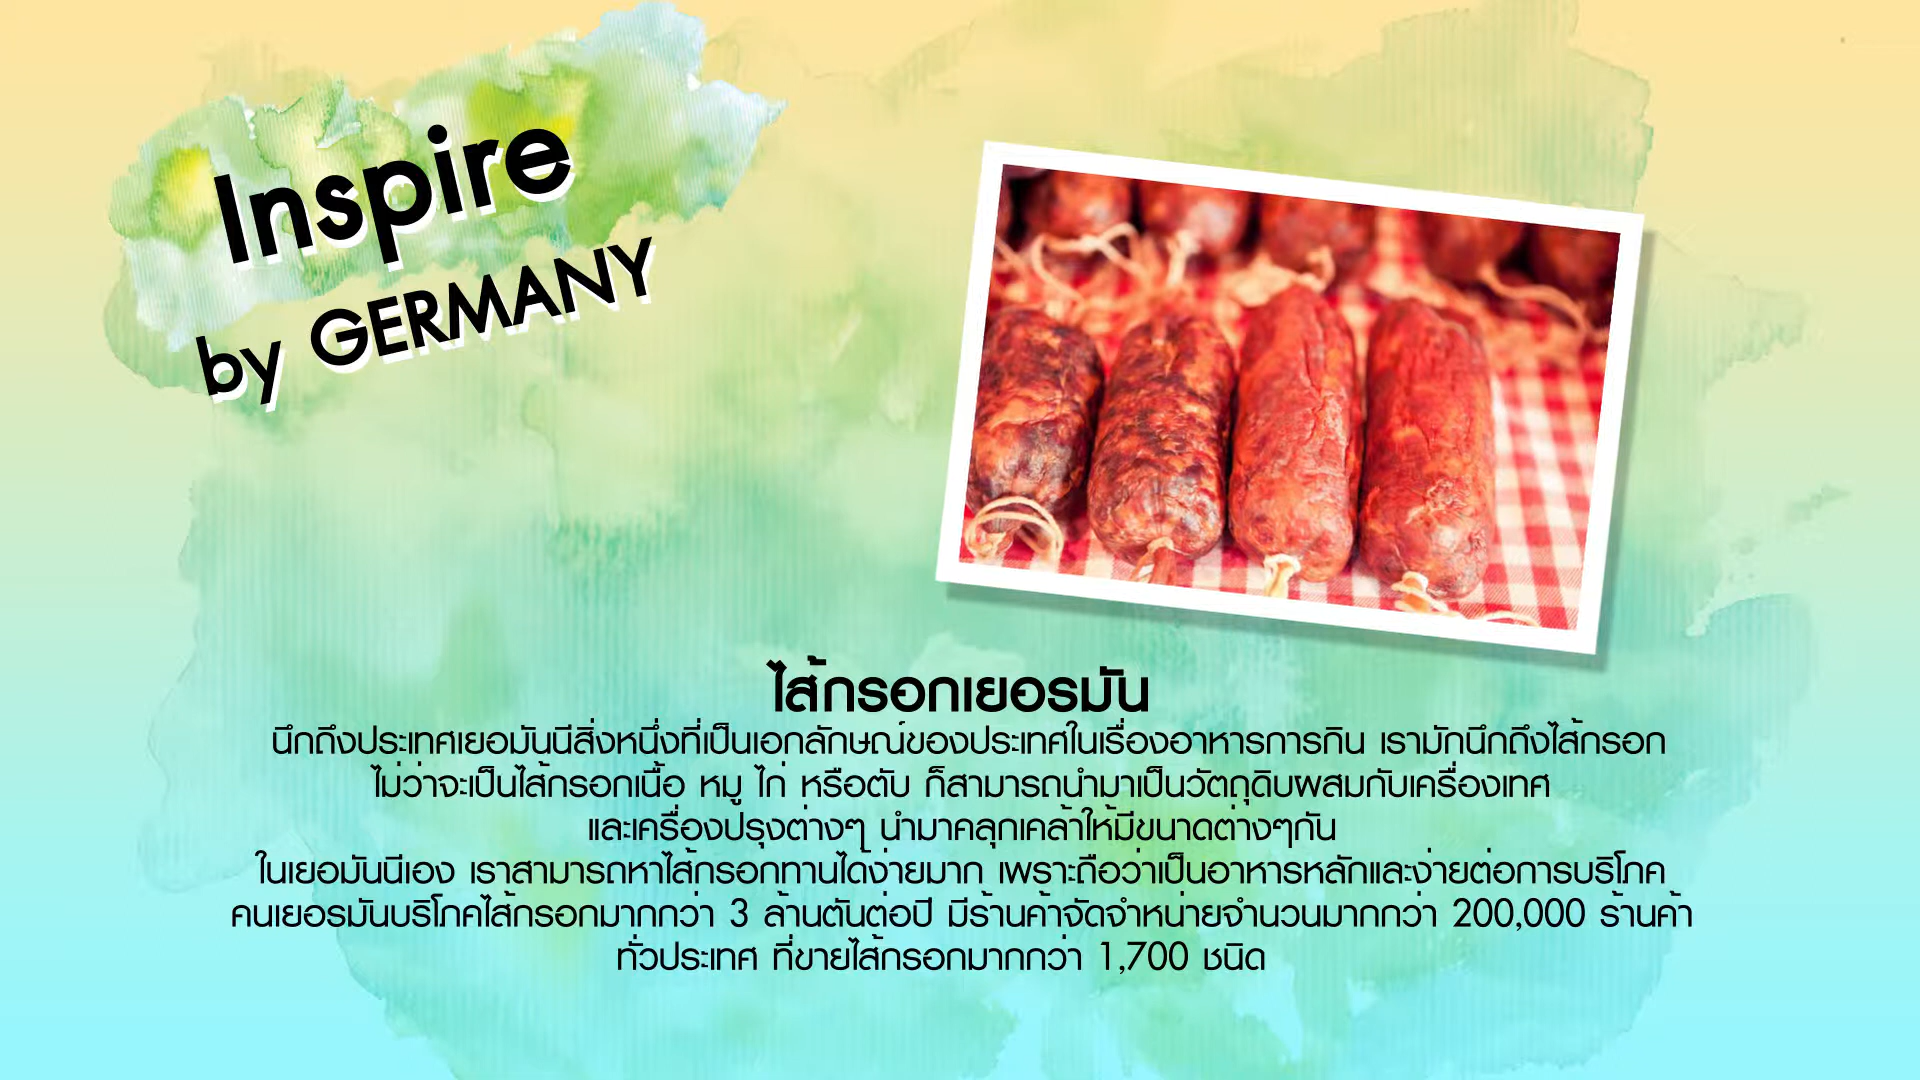 Inspire
by GERMANY
ไส้กรอกเยอรมัน
นึกถึงประเทศเยอมันนีสิ่งหนึ่งที่เป็นเอกลักษณ์ของประเทศในเรื่องอาหารการกิน เรามักนึกถึงไส้กรอก
ไม่ว่าจะเป็นไส้กรอกเนื้อ หมู ไก่ หรือตับ ก็สามารถนำมาเป็นวัตถุดิบผสมกับเครื่องเทศ
และเครื่องปรุงต่างๆ นำมาคลุกเคล้าให้มีขนาดต่างๆกัน
ในเยอมันนีเอง เราสามารถหาไส้กรอกทานได้ง่ายมาก เพราะถือว่าเป็นอาหารหลักและง่ายต่อการบริโภค
คนเยอรมันบริโภคไส้กรอกมากกว่า 3 ล้านตันต่อปี มีร้านค้าจัดจำหน่ายจำนวนมากกว่า 200,000 ร้านค้า
ทั่วประเทศ ที่ขายไส้กรอกมากกว่า 1,700 ชนิด